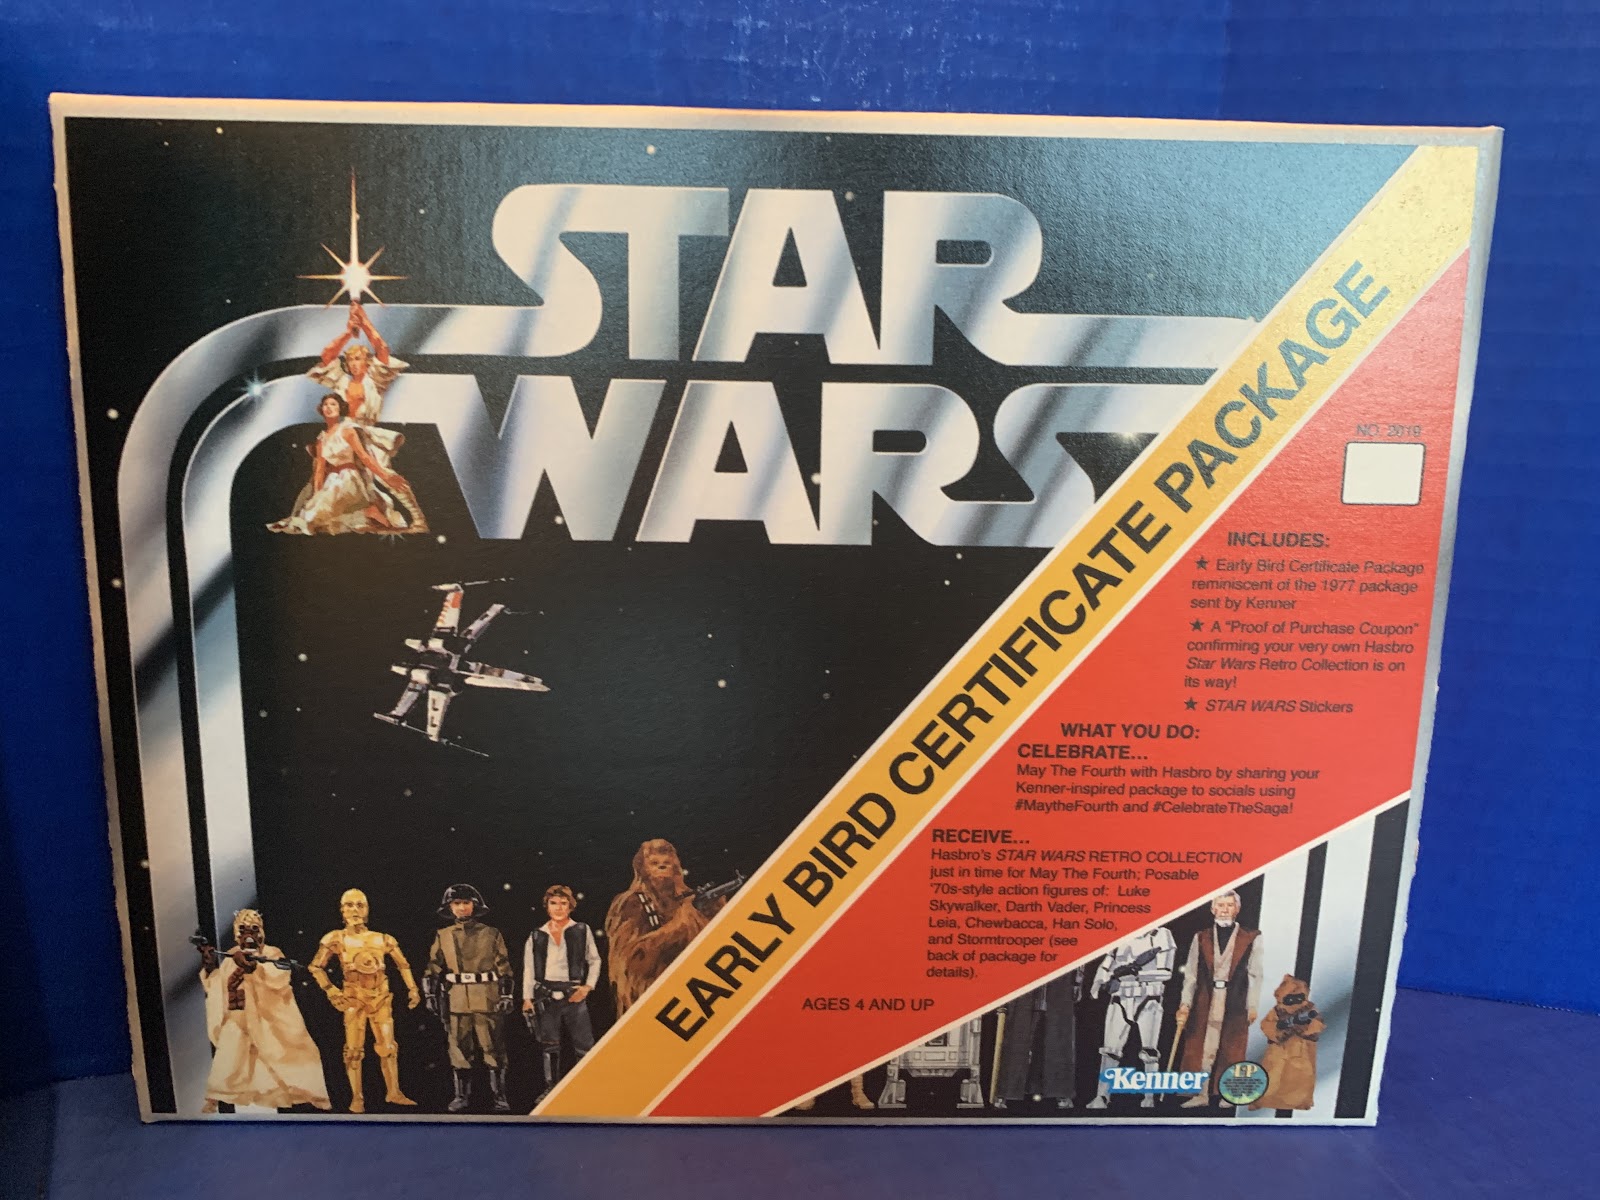 STAR
WARS
EARLY BIRD CERTIFICATE PACKAGE
NO. 2019
INCLUDES:
★ Early Bird Certificate Package
reminiscent of the 1977 package
sent by Kenner
★ A "Proof of Purchase Coupon"
confirming your very own Hasbro
Star Wars Retro Collection is on
its way!
★ STAR WARS Stickers
WHAT YOU DO:
CELEBRATE...
May The Fourth with Hasbro by sharing your
Kenner-inspired package to socials using
#MaytheFourth and #CelebrateTheSaga!
RECEIVE...
Hasbro's STAR WARS RETRO COLLECTION
just in time for May The Fourth; Posable
'70s-style action figures of: Luke
Skywalker, Darth Vader, Princess
Leia, Chewbacca, Han Solo,
and Stormtrooper (see
back of package for
details).
AGES 4 AND UP
Kenner